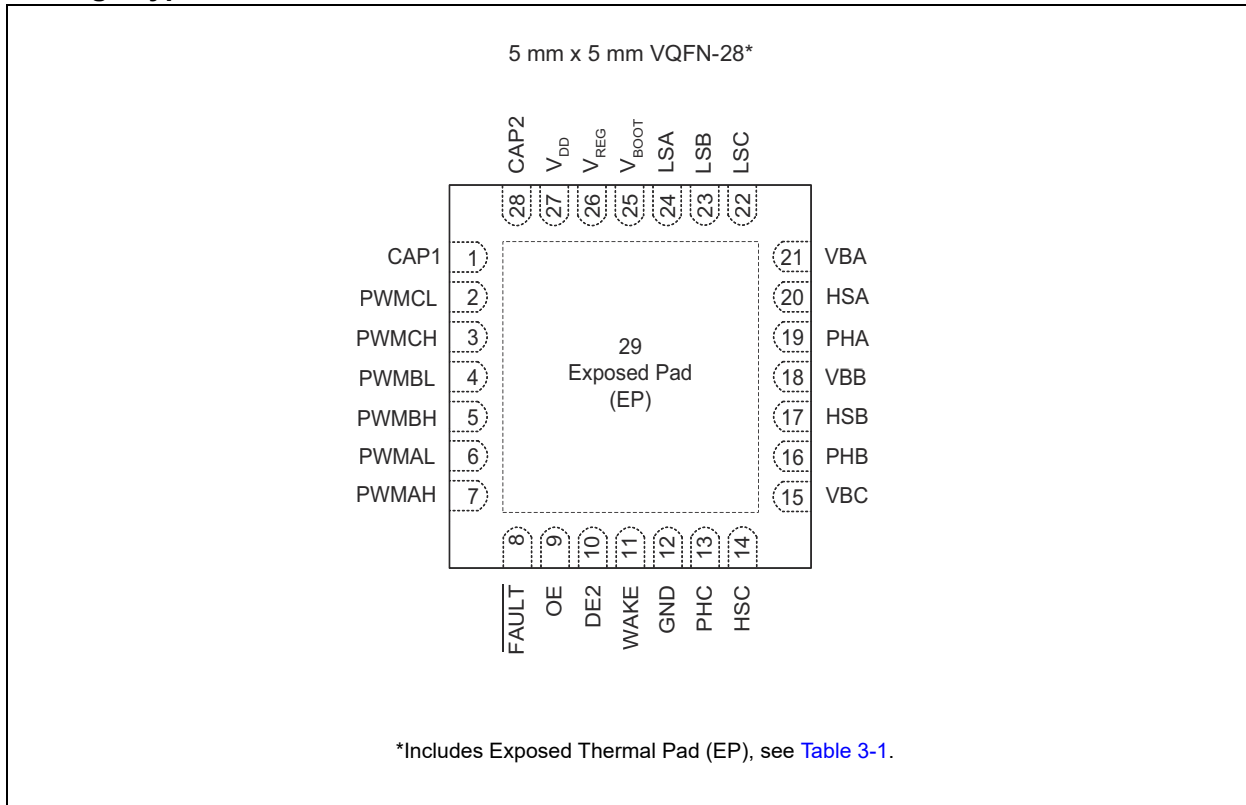 5 mm x 5 mm VQFN-28*
CAP2
VDD
VREG
VBOOT
LSA
LSB
LSC
28
27
26
25
24
23
22
CAP1 1
PWMCL 2
PWMCH 3
PWMBL 4
PWMBH 5
PWMAL 6
PWMAH 7
29
Exposed Pad
(EP)
21 VBA
20 HSA
19 PHA
18 VBB
17 HSB
16 PHB
15 VBC
8
9
10
11
12
13
14
FAULT
OE
DE2
WAKE
GND
PHC
HSC
*Includes Exposed Thermal Pad (EP), see Table 3-1.